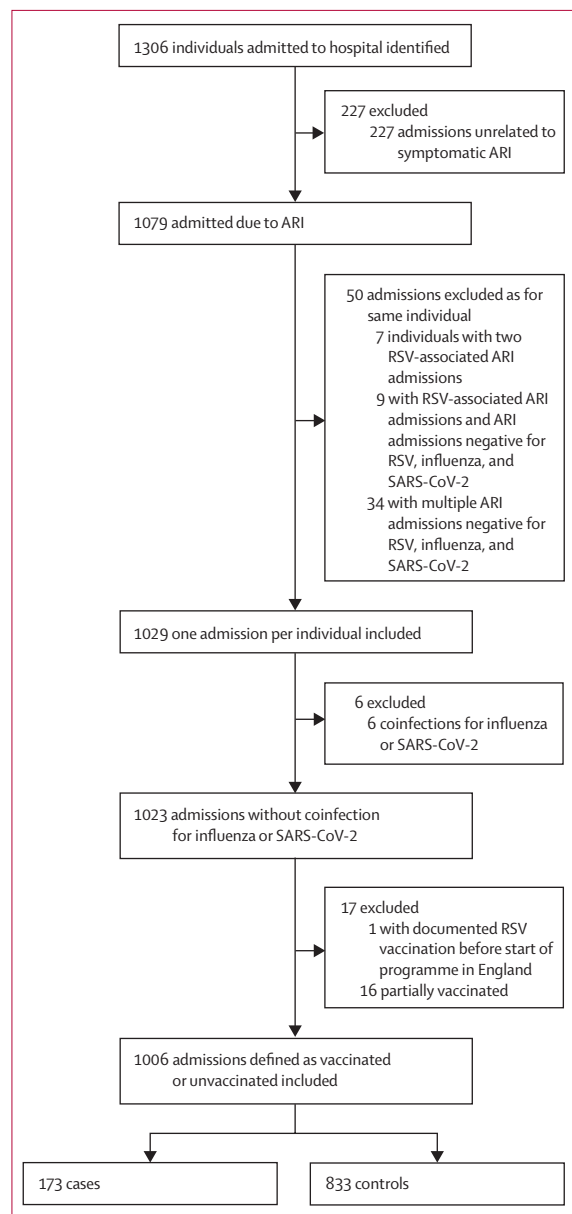 1306 individuals admitted to hospital identified
227 excluded
227 admissions unrelated to
symptomatic ARI
1079 admitted due to ARI
50 admissions excluded as for
same individual
7 individuals with two
RSV-associated ARI
admissions
9 with RSV-associated ARI
admissions and ARI
admissions negative for
RSV, influenza, and
SARS-CoV-2
34 with multiple ARI
admissions negative for
RSV, influenza, and
SARS-CoV-2
1029 one admission per individual included
6 excluded
6 coinfections for influenza
or SARS-CoV-2
1023 admissions without coinfection
for influenza or SARS-CoV-2
17 excluded
1 with documented RSV
vaccination before start of
programme in England
16 partially vaccinated
1006 admissions defined as vaccinated
or unvaccinated included
173 cases
833 controls